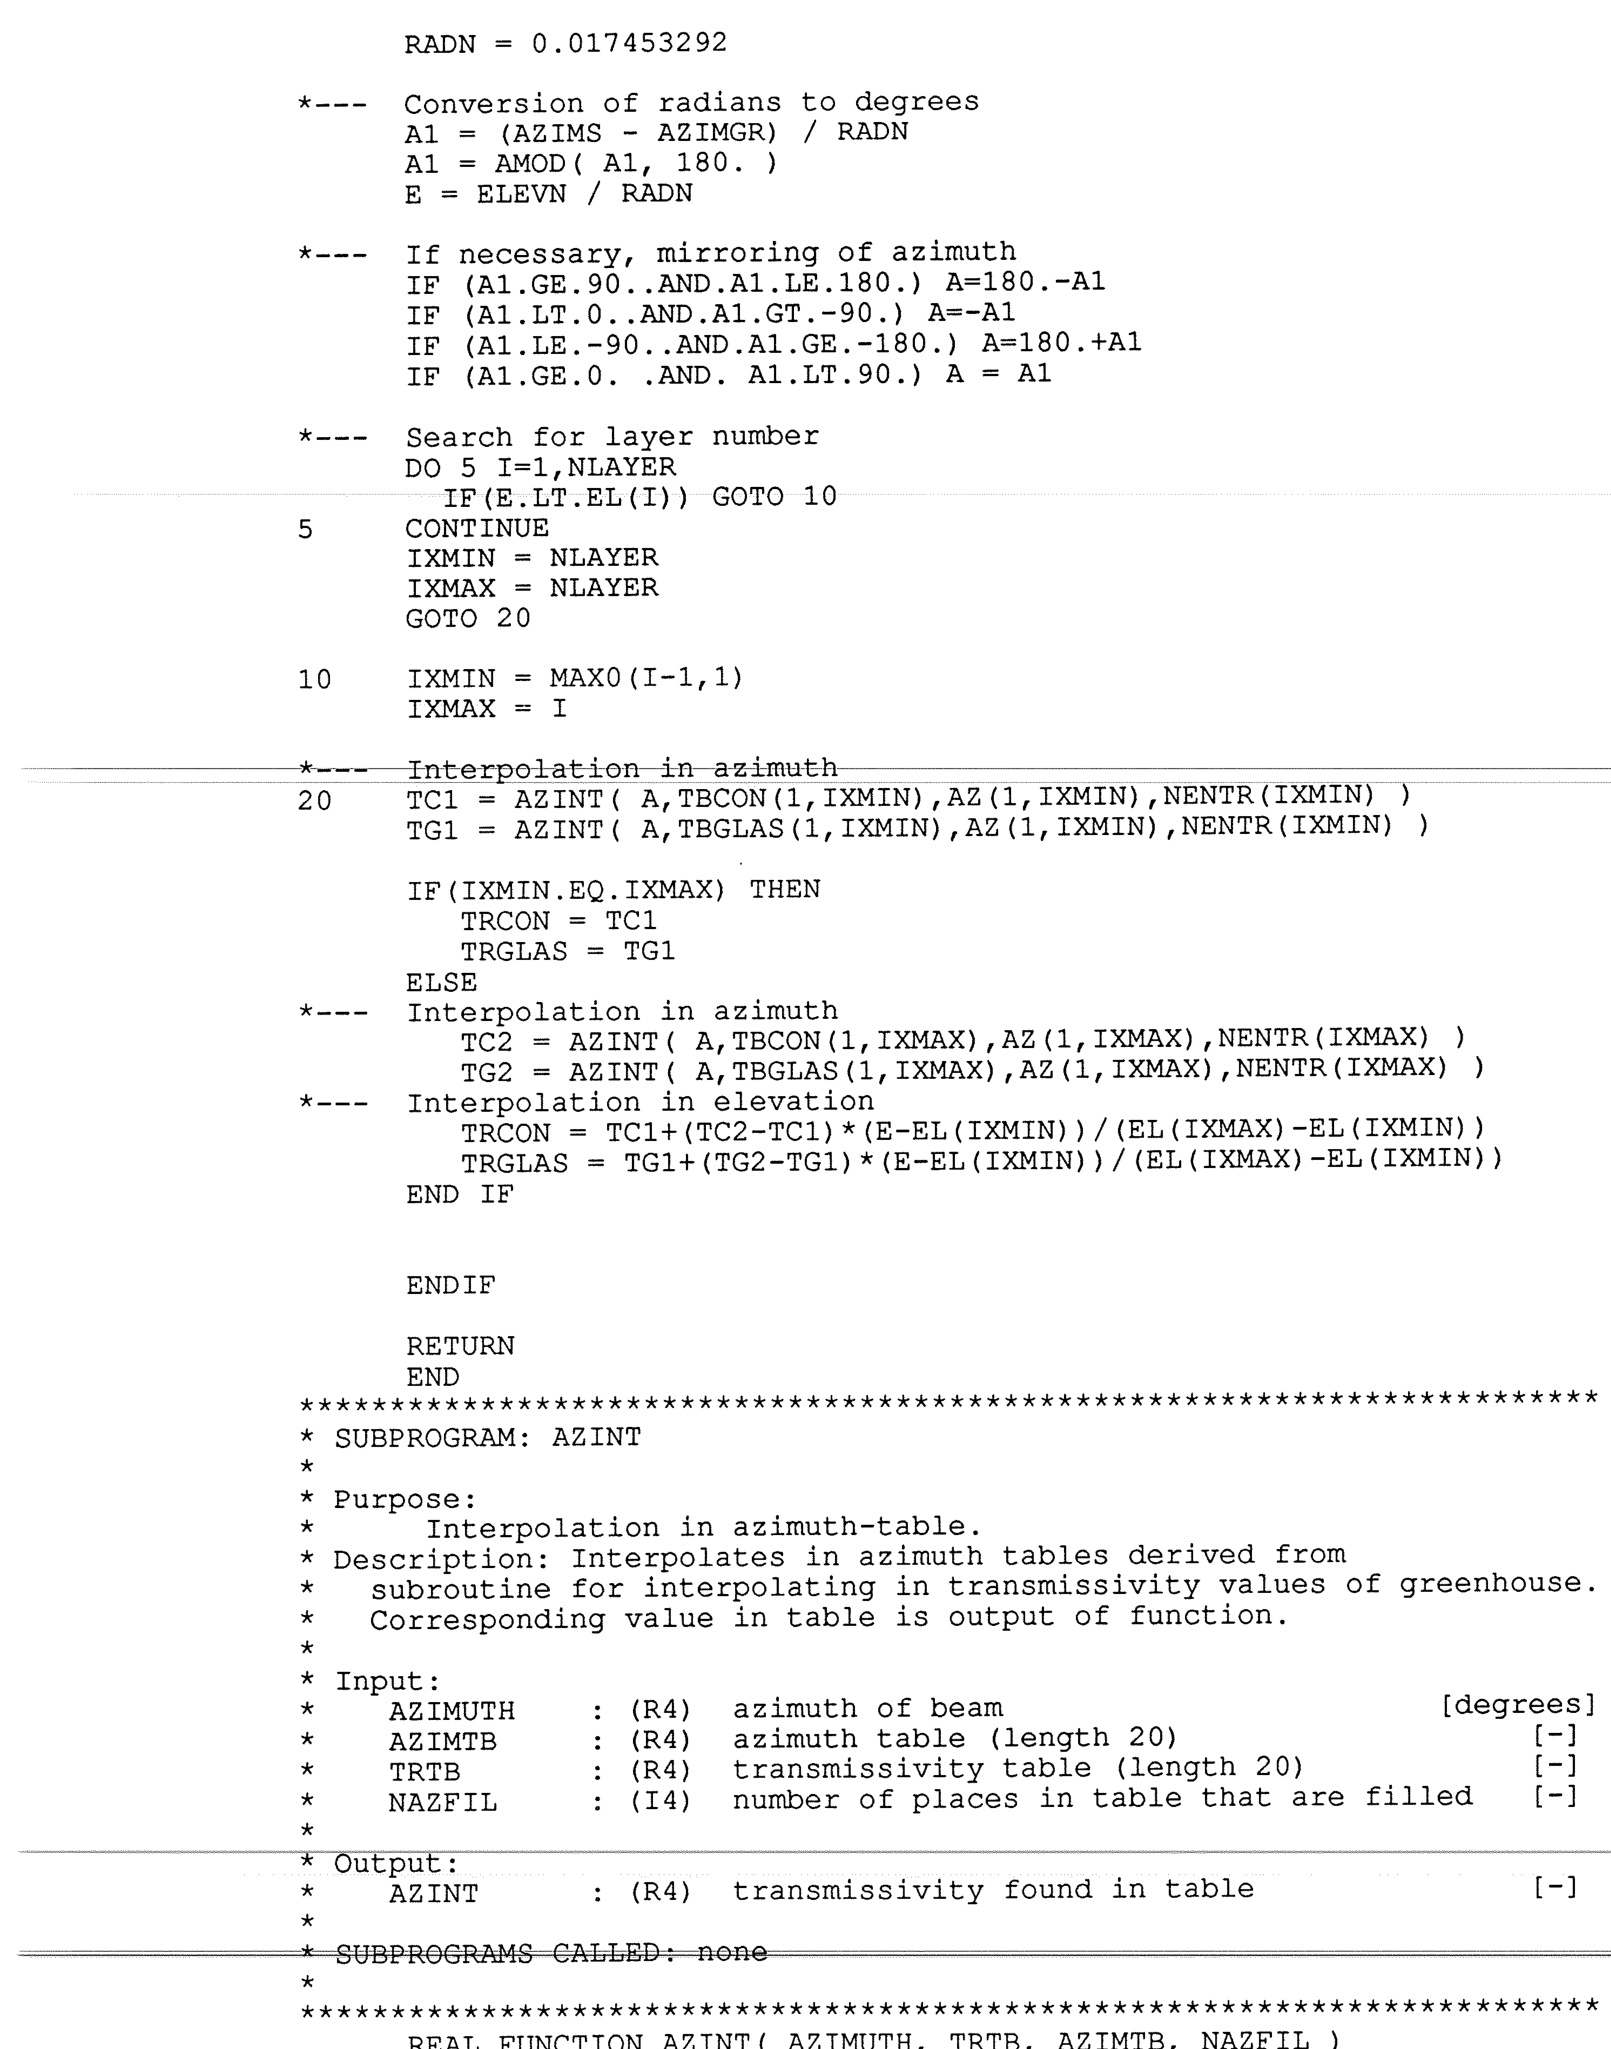 RADN = 0.017453292
*--- Conversion of radians to degrees
A1 = (AZIMS - AZIMGR) / RADN
A1 = AMOD( A1, 180. )
E = ELEVN / RADN
*--- If necessary, mirroring of azimuth
IF (A1.GE.90..AND.A1.LE.180.) A=180.-A1
IF (A1.LT.0..AND.A1.GT.-90.) A=-A1
IF (A1.LE.-90..AND.A1.GE.-180.) A=180.+A1
IF (A1.GE.0. .AND. A1.LT.90.) A = A1
*--- Search for layer number
DO 5 I=1,NLAYER
IF(E.LT.EL(I)) GOTO 10
5 CONTINUE
IXMIN = NLAYER
IXMAX = NLAYER
GOTO 20
10 IXMIN = MAX0(I-1,1)
IXMAX = I
*--- Interpolation in azimuth
20 TC1 = AZINT( A,TBCON(1,IXMIN),AZ(1,IXMIN),NENTR(IXMIN) )
TG1 = AZINT( A,TBGLAS(1,IXMIN),AZ(1,IXMIN),NENTR(IXMIN) )
IF(IXMIN.EQ.IXMAX) THEN
TRCON = TC1
TRGLAS = TG1
ELSE
*--- Interpolation in azimuth
TC2 = AZINT( A,TBCON(1,IXMAX),AZ(1,IXMAX),NENTR(IXMAX) )
TG2 = AZINT( A,TBGLAS(1,IXMAX),AZ(1,IXMAX),NENTR(IXMAX) )
*--- Interpolation in elevation
TRCON = TC1+(TC2-TC1)*(E-EL(IXMIN))/(EL(IXMAX)-EL(IXMIN))
TRGLAS = TG1+(TG2-TG1)*(E-EL(IXMIN))/(EL(IXMAX)-EL(IXMIN))
END IF
ENDIF
RETURN
END
************************************************************************
* SUBPROGRAM: AZINT
*
* Purpose:
* Interpolation in azimuth-table.
* Description: Interpolates in azimuth tables derived from
* subroutine for interpolating in transmissivity values of greenhouse.
* Corresponding value in table is output of function.
*
* Input:
* AZIMUTH : (R4) azimuth of beam [degrees]
* AZIMTB : (R4) azimuth table (length 20) [-]
* TRTB : (R4) transmissivity table (length 20) [-]
* NAZFIL : (I4) number of places in table that are filled [-]
*
* Output:
* AZINT : (R4) transmissivity found in table [-]
*
* SUBPROGRAMS CALLED: none
*
************************************************************************
REAL FUNCTION AZINT( AZIMUTH, TRTB, AZIMTB, NAZFIL )